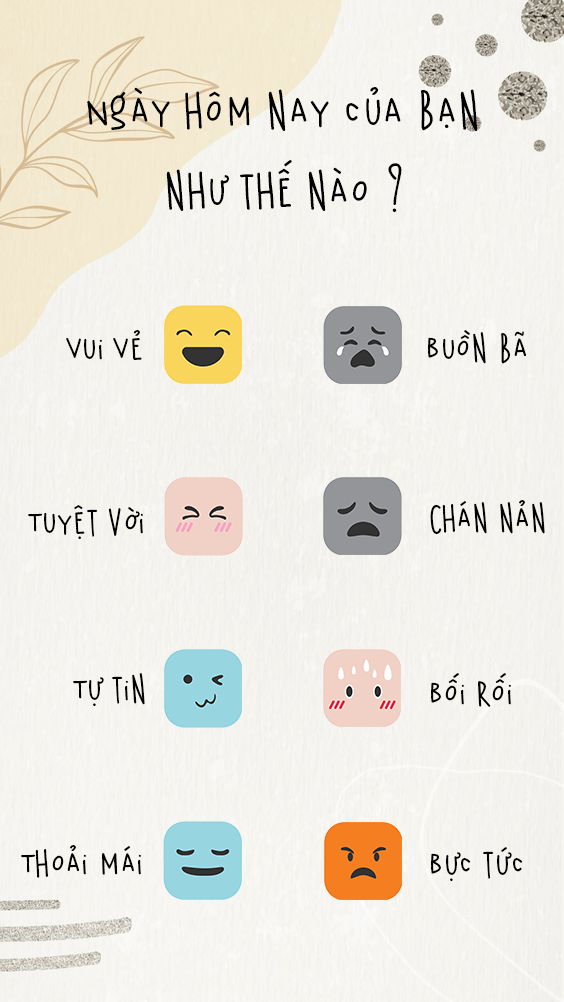 NGÀY HÔM NAY CỦA BẠN
NHƯ THẾ NÀO ?
VUI VẺ
BUỒN BÃ
TUYỆT VỜI
CHÁN NẢN
TỰ TIN
BỐI RỐI
THOẢI MÁI
BỰC TỨC